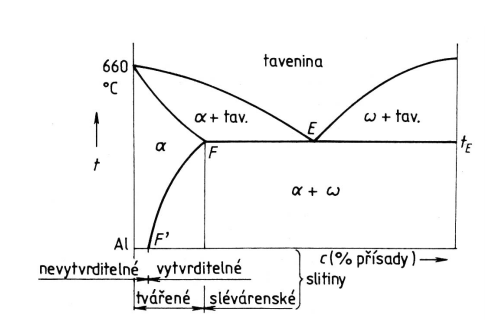 tavenina
660
°C
α + tav.
E
ω + tav.
α
F
t_E
t
α + ω
Al
F'
c (% přísady)
nevytvrditelné
vytvrditelné
slitiny
tvářené
slévárenské